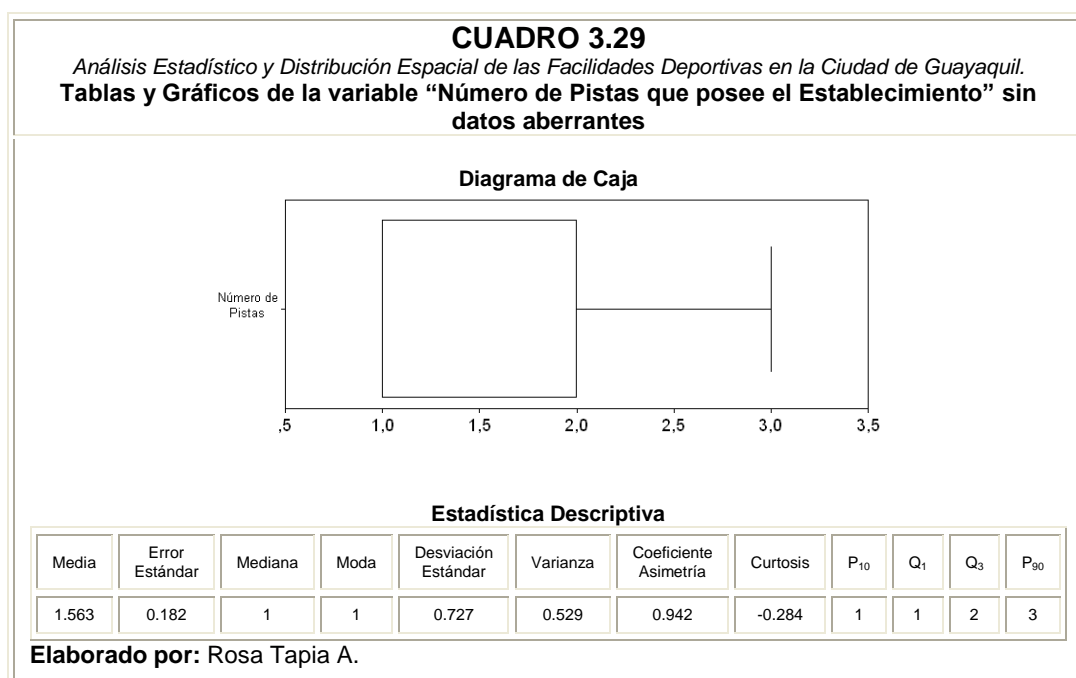 CUADRO 3.29
Análisis Estadístico y Distribución Espacial de las Facilidades Deportivas en la Ciudad de Guayaquil.
Tablas y Gráficos de la variable “Número de Pistas que posee el Establecimiento” sin
datos aberrantes
Diagrama de Caja
Número de
Pistas
,5 1,0 1,5 2,0 2,5 3,0 3,5
Estadística Descriptiva
Media Error Estándar Mediana Moda Desviación Estándar Varianza Coeficiente Asimetría Curtosis P₁₀ Q₁ Q₃ P₉₀
1.563 0.182 1 1 0.727 0.529 0.942 -0.284 1 1 2 3
Elaborado por: Rosa Tapia A.